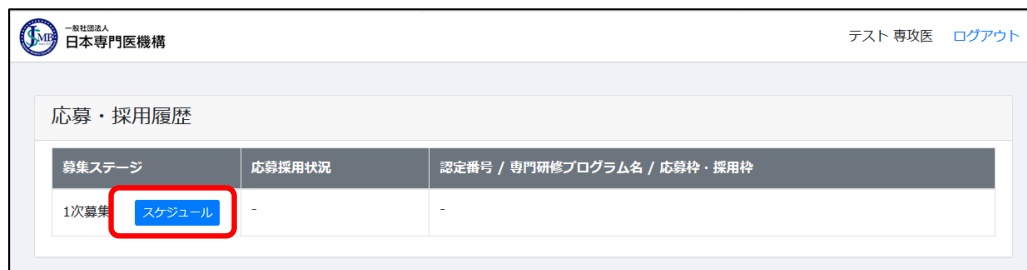 一般社団法人
日本専門医機構
テスト 専攻医 ログアウト
応募・採用履歴
募集ステージ 応募採用状況 認定番号 / 専門研修プログラム名 / 応募枠・採用枠
1次募集 スケジュール - -